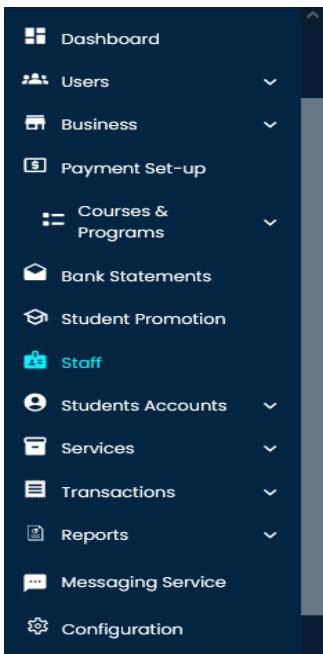 Dashboard
Users
Business
Payment Set-up
Courses &
Programs
Bank Statements
Student Promotion
Staff
Students Accounts
Services
Transactions
Reports
Messaging Service
Configuration